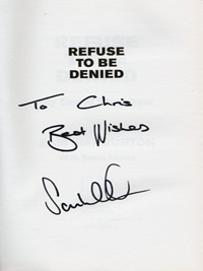 REFUSE
TO BE
DENIED
To Chris
Best Wishes